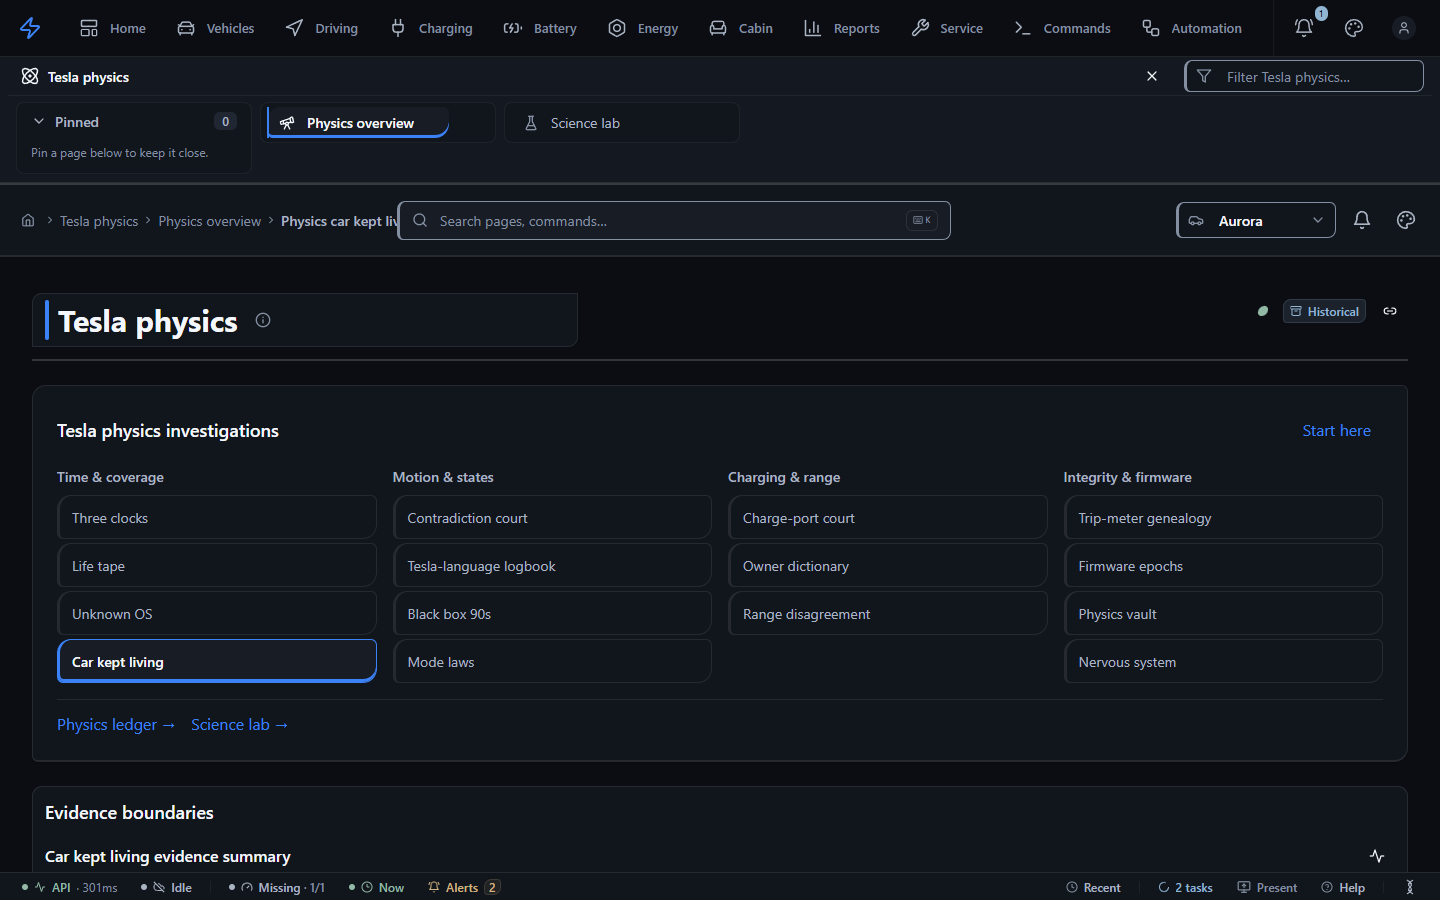 Home Vehicles Driving Charging Battery Energy Cabin Reports Service Commands Automation 1
Tesla physics Filter Tesla physics...
Pinned 0 Physics overview Science lab
Pin a page below to keep it close.
Tesla physics Physics overview Physics car kept liv Search pages, commands... K Aurora
Tesla physics Historical
Tesla physics investigations Start here
Time & coverage Motion & states Charging & range Integrity & firmware
Three clocks Contradiction court Charge-port court Trip-meter genealogy
Life tape Tesla-language logbook Owner dictionary Firmware epochs
Unknown OS Black box 90s Range disagreement Physics vault
Car kept living Mode laws Nervous system
Physics ledger → Science lab →
Evidence boundaries
Car kept living evidence summary
API · 301ms Idle Missing · 1/1 Now Alerts 2 Recent 2 tasks Present Help